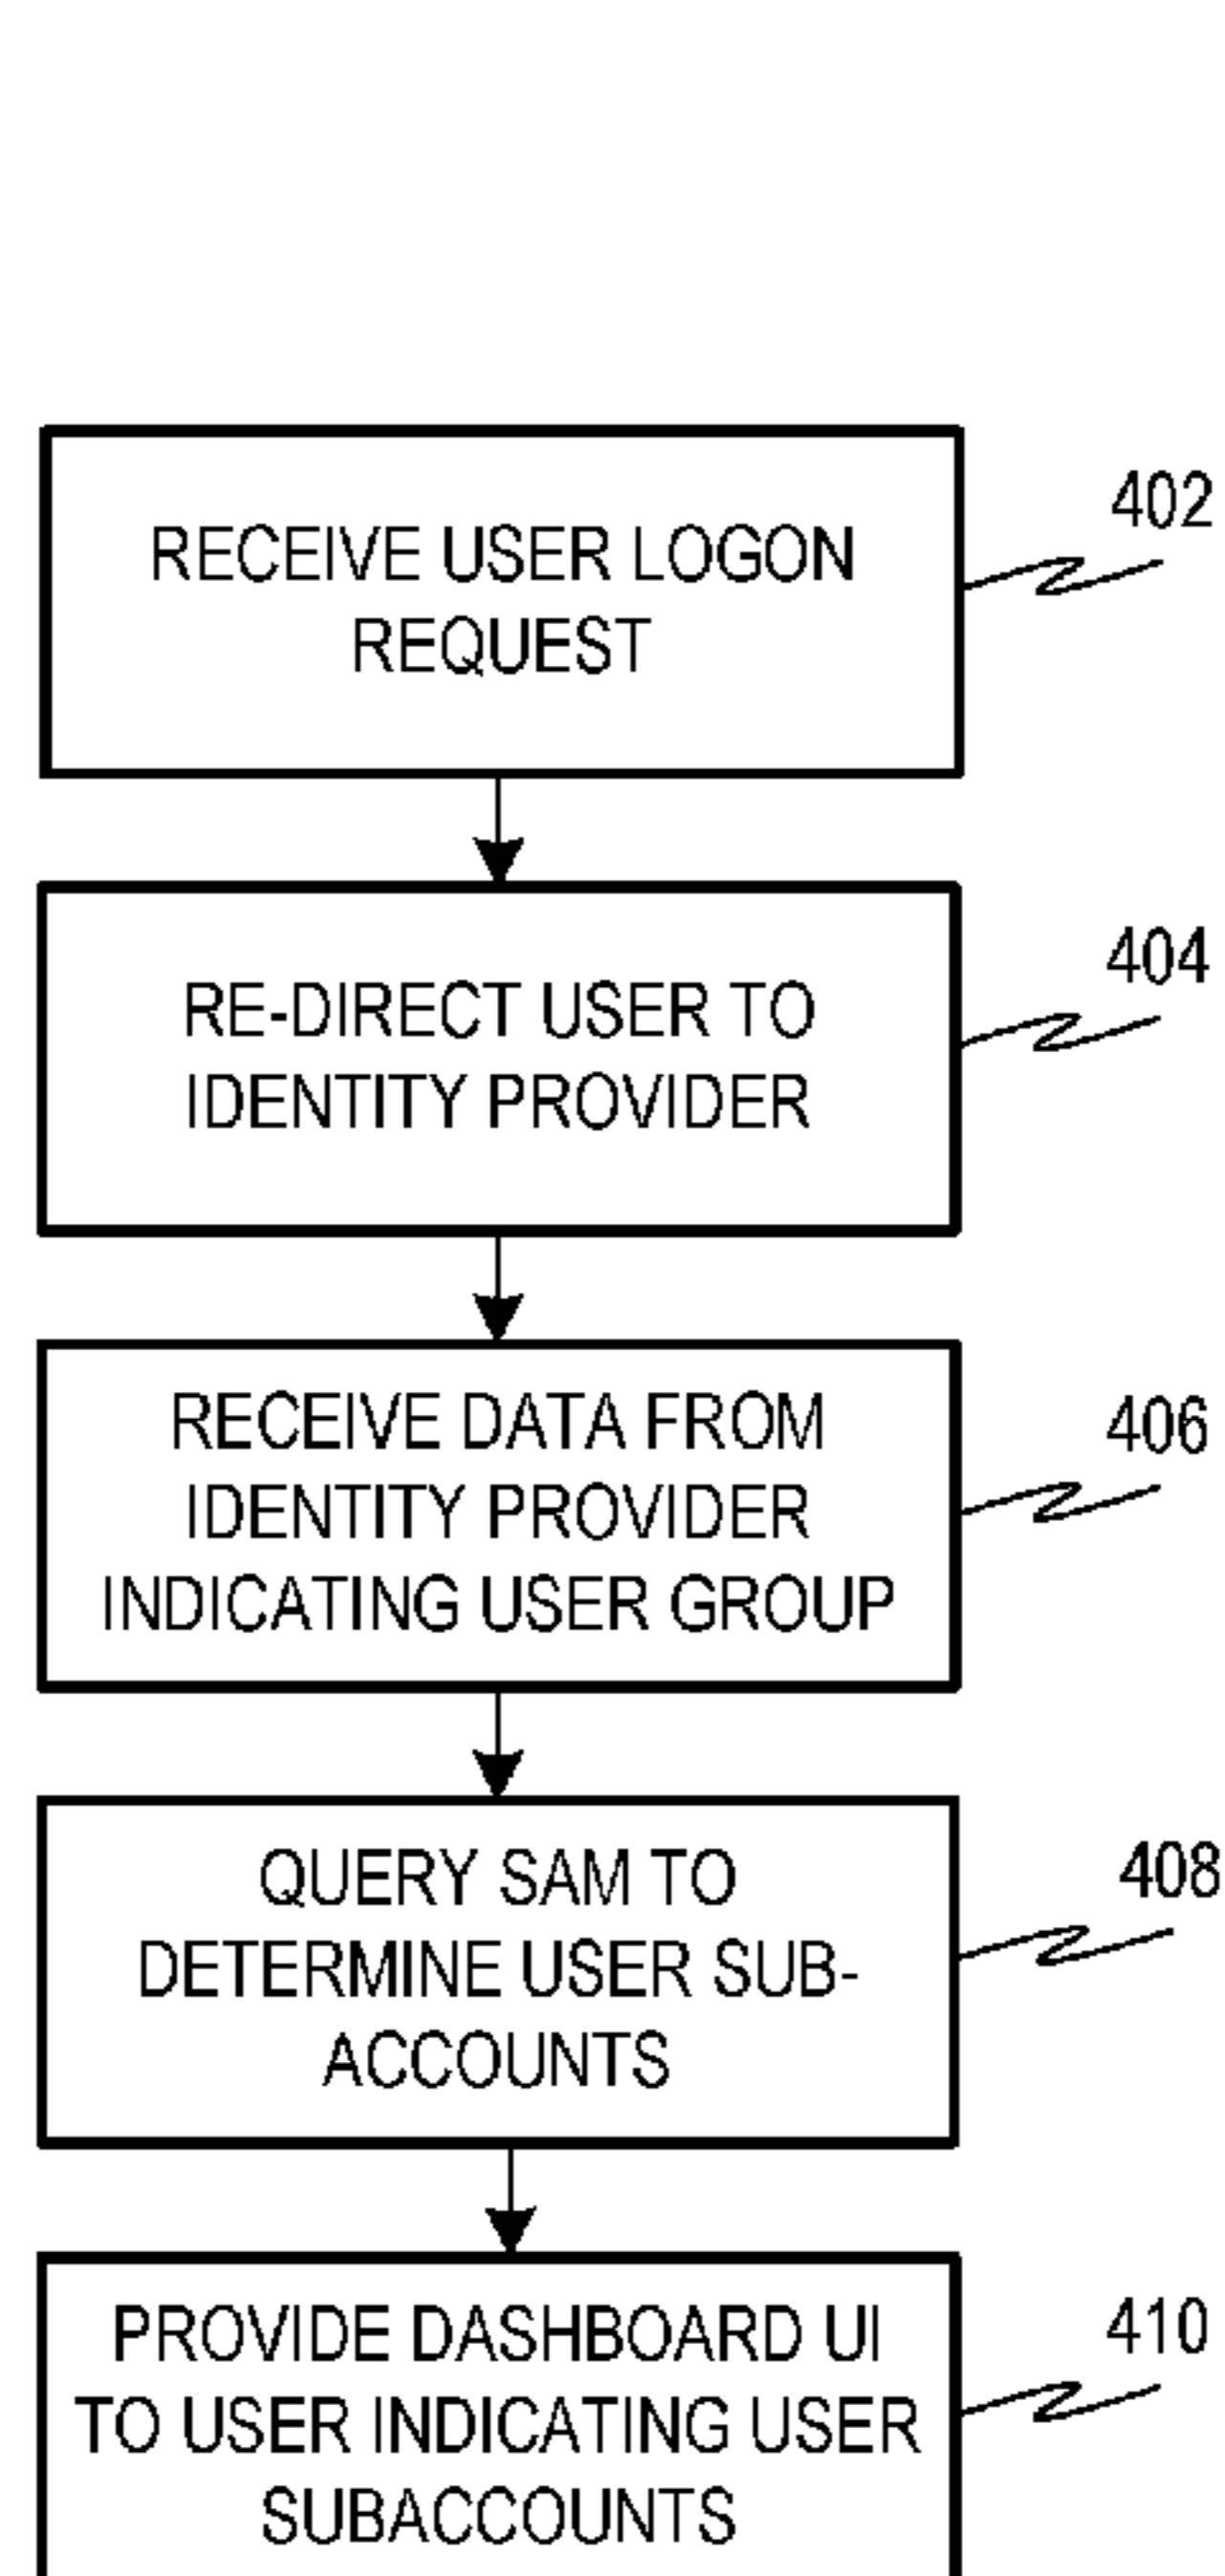 RECEIVE USER LOGON
REQUEST
402
RE-DIRECT USER TO
IDENTITY PROVIDER
404
RECEIVE DATA FROM
IDENTITY PROVIDER
INDICATING USER GROUP
406
QUERY SAM TO
DETERMINE USER SUB-
ACCOUNTS
408
PROVIDE DASHBOARD UI
TO USER INDICATING USER
SUBACCOUNTS
410